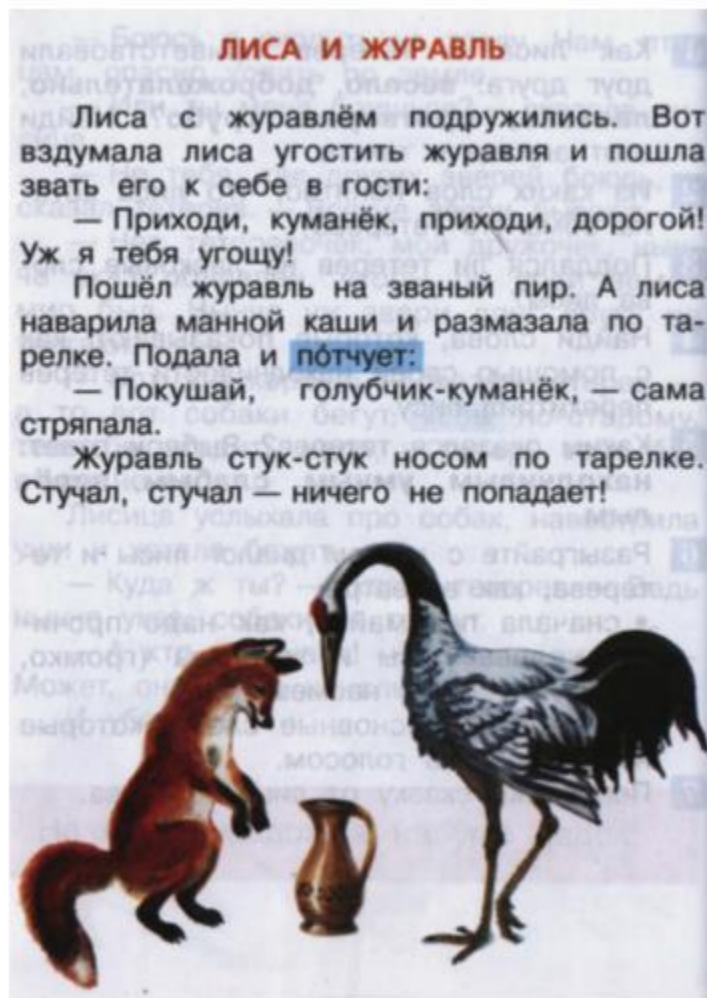 ЛИСА И ЖУРАВЛЬ
Лиса с журавлём подружились. Вот
вздумала лиса угостить журавля и пошла
звать его к себе в гости:
— Приходи, куманёк, приходи, дорогой!
Уж я тебя угощу!
Пошёл журавль на званый пир. А лиса
наварила манной каши и размазала по та-
релке. Подала и по́тчует:
— Покушай, голубчик-куманёк, — сама
стряпала.
Журавль стук-стук носом по тарелке.
Стучал, стучал — ничего не попадает!